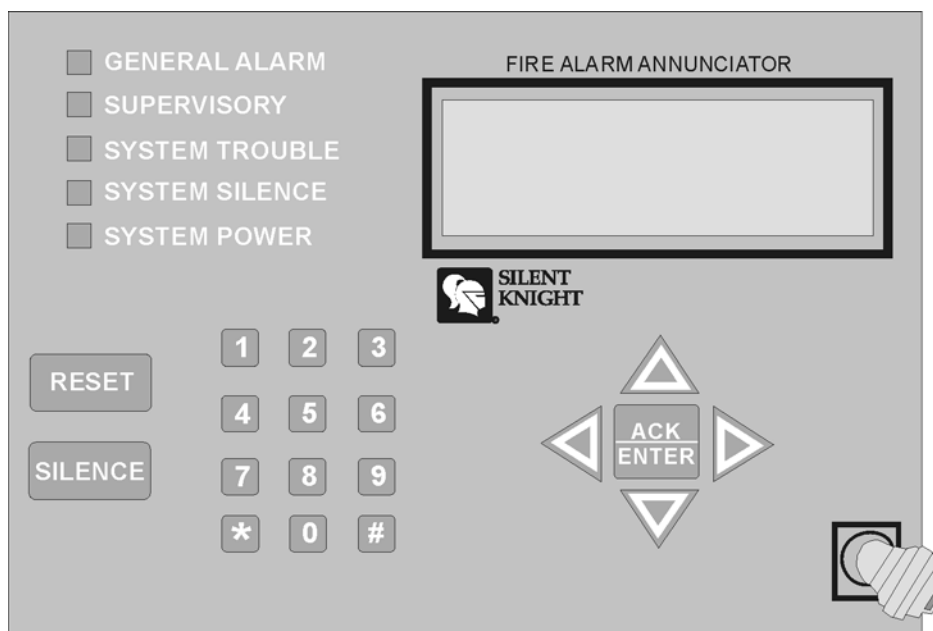 GENERAL ALARM
SUPERVISORY
SYSTEM TROUBLE
SYSTEM SILENCE
SYSTEM POWER
FIRE ALARM ANNUNCIATOR
SILENT
KNIGHT
RESET
SILENCE
1 2 3
4 5 6
7 8 9
* 0 #
ACK
ENTER